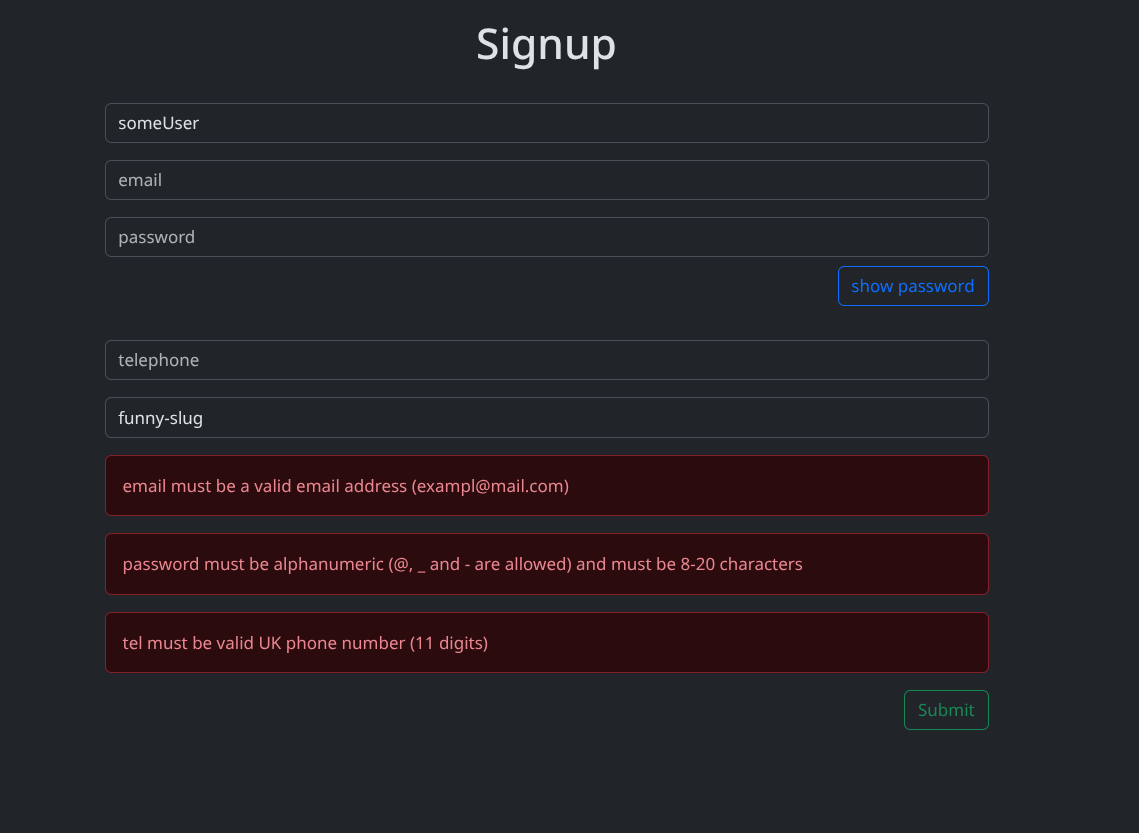 Signup
someUser
email
password
show password
telephone
funny-slug
email must be a valid email address (exampl@mail.com)
password must be alphanumeric (@, _ and - are allowed) and must be 8-20 characters
tel must be valid UK phone number (11 digits)
Submit